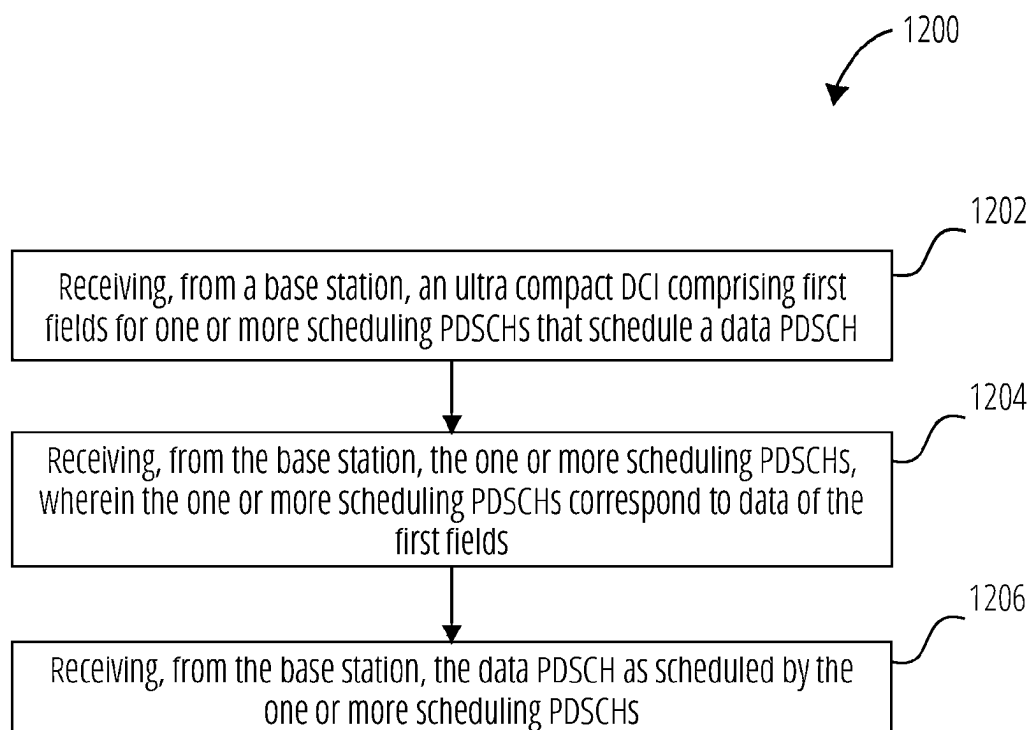 1200
1202
Receiving, from a base station, an ultra compact DCI comprising first
fields for one or more scheduling PDSCHs that schedule a data PDSCH
1204
Receiving, from the base station, the one or more scheduling PDSCHs,
wherein the one or more scheduling PDSCHs correspond to data of the
first fields
1206
Receiving, from the base station, the data PDSCH as scheduled by the
one or more scheduling PDSCHs